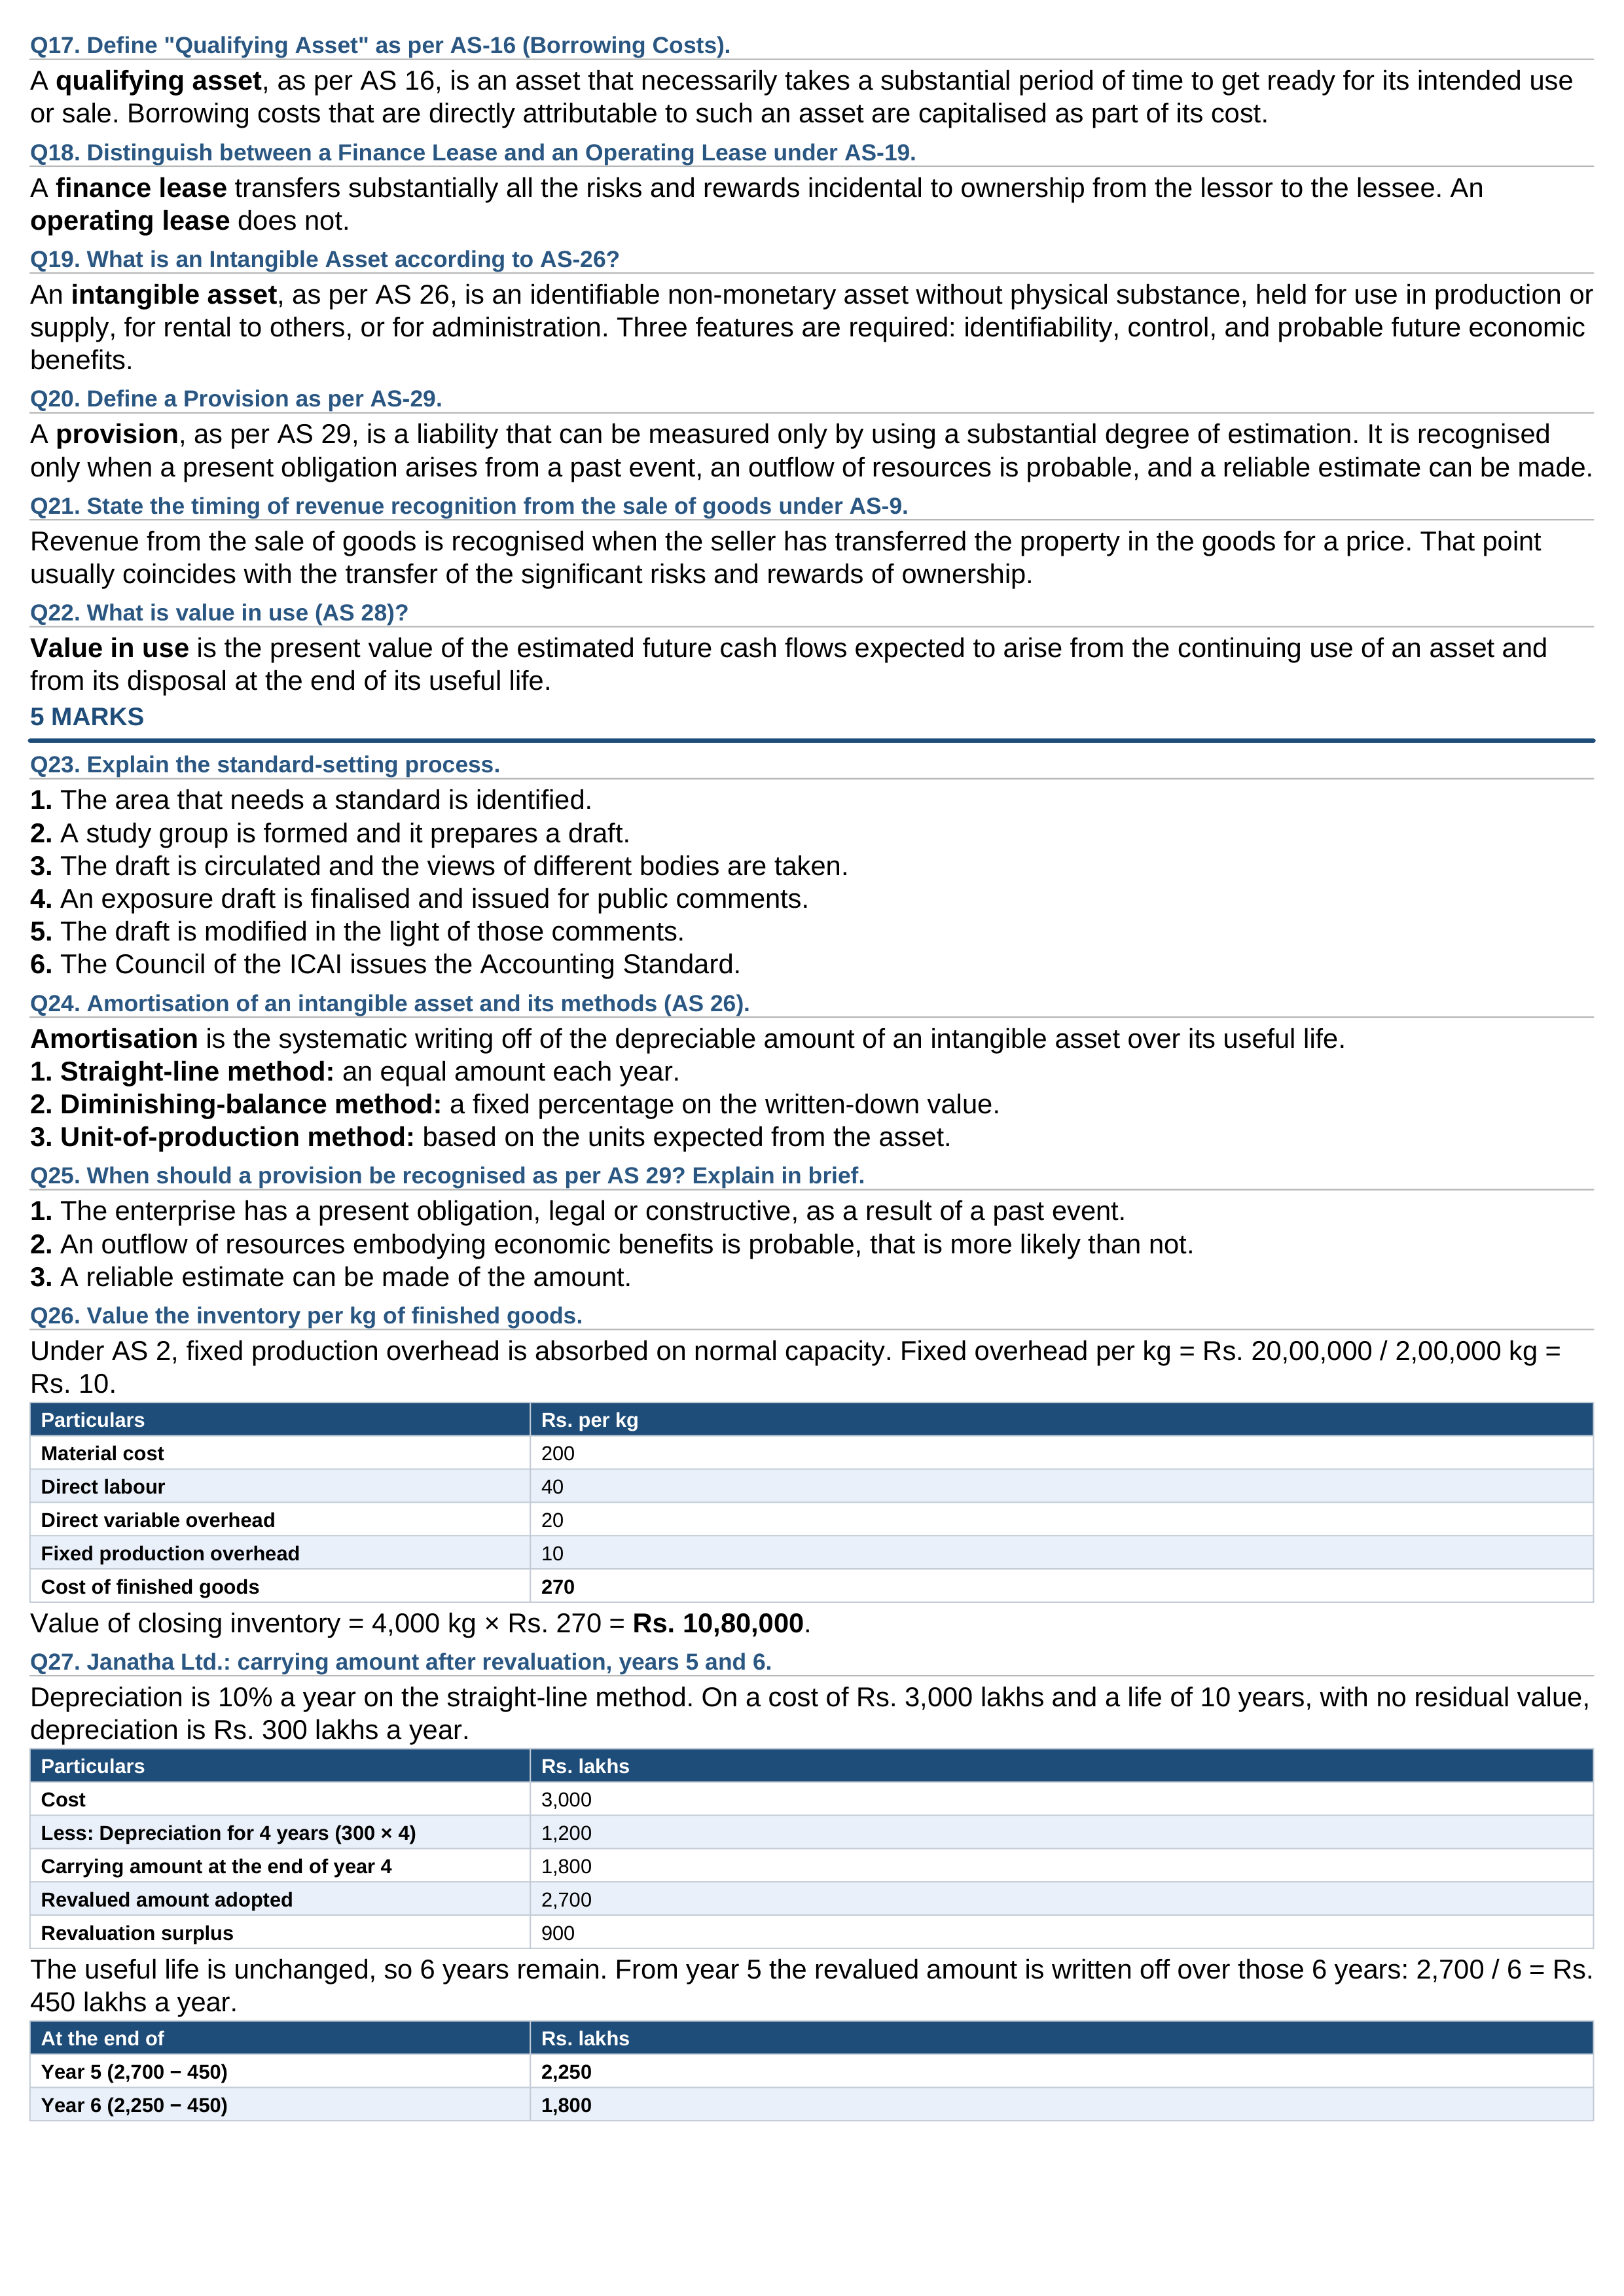 Q17. Define "Qualifying Asset" as per AS-16 (Borrowing Costs).
A qualifying asset, as per AS 16, is an asset that necessarily takes a substantial period of time to get ready for its intended use
or sale. Borrowing costs that are directly attributable to such an asset are capitalised as part of its cost.
Q18. Distinguish between a Finance Lease and an Operating Lease under AS-19.
A finance lease transfers substantially all the risks and rewards incidental to ownership from the lessor to the lessee. An
operating lease does not.
Q19. What is an Intangible Asset according to AS-26?
An intangible asset, as per AS 26, is an identifiable non-monetary asset without physical substance, held for use in production or
supply, for rental to others, or for administration. Three features are required: identifiability, control, and probable future economic
benefits.
Q20. Define a Provision as per AS-29.
A provision, as per AS 29, is a liability that can be measured only by using a substantial degree of estimation. It is recognised
only when a present obligation arises from a past event, an outflow of resources is probable, and a reliable estimate can be made.
Q21. State the timing of revenue recognition from the sale of goods under AS-9.
Revenue from the sale of goods is recognised when the seller has transferred the property in the goods for a price. That point
usually coincides with the transfer of the significant risks and rewards of ownership.
Q22. What is value in use (AS 28)?
Value in use is the present value of the estimated future cash flows expected to arise from the continuing use of an asset and
from its disposal at the end of its useful life.
5 MARKS
Q23. Explain the standard-setting process.
1. The area that needs a standard is identified.
2. A study group is formed and it prepares a draft.
3. The draft is circulated and the views of different bodies are taken.
4. An exposure draft is finalised and issued for public comments.
5. The draft is modified in the light of those comments.
6. The Council of the ICAI issues the Accounting Standard.
Q24. Amortisation of an intangible asset and its methods (AS 26).
Amortisation is the systematic writing off of the depreciable amount of an intangible asset over its useful life.
1. Straight-line method: an equal amount each year.
2. Diminishing-balance method: a fixed percentage on the written-down value.
3. Unit-of-production method: based on the units expected from the asset.
Q25. When should a provision be recognised as per AS 29? Explain in brief.
1. The enterprise has a present obligation, legal or constructive, as a result of a past event.
2. An outflow of resources embodying economic benefits is probable, that is more likely than not.
3. A reliable estimate can be made of the amount.
Q26. Value the inventory per kg of finished goods.
Under AS 2, fixed production overhead is absorbed on normal capacity. Fixed overhead per kg = Rs. 20,00,000 / 2,00,000 kg =
Rs. 10.
Particulars Rs. per kg
Material cost 200
Direct labour 40
Direct variable overhead 20
Fixed production overhead 10
Cost of finished goods 270
Value of closing inventory = 4,000 kg × Rs. 270 = Rs. 10,80,000.
Q27. Janatha Ltd.: carrying amount after revaluation, years 5 and 6.
Depreciation is 10% a year on the straight-line method. On a cost of Rs. 3,000 lakhs and a life of 10 years, with no residual value,
depreciation is Rs. 300 lakhs a year.
Particulars Rs. lakhs
Cost 3,000
Less: Depreciation for 4 years (300 × 4) 1,200
Carrying amount at the end of year 4 1,800
Revalued amount adopted 2,700
Revaluation surplus 900
The useful life is unchanged, so 6 years remain. From year 5 the revalued amount is written off over those 6 years: 2,700 / 6 = Rs.
450 lakhs a year.
At the end of Rs. lakhs
Year 5 (2,700 − 450) 2,250
Year 6 (2,250 − 450) 1,800